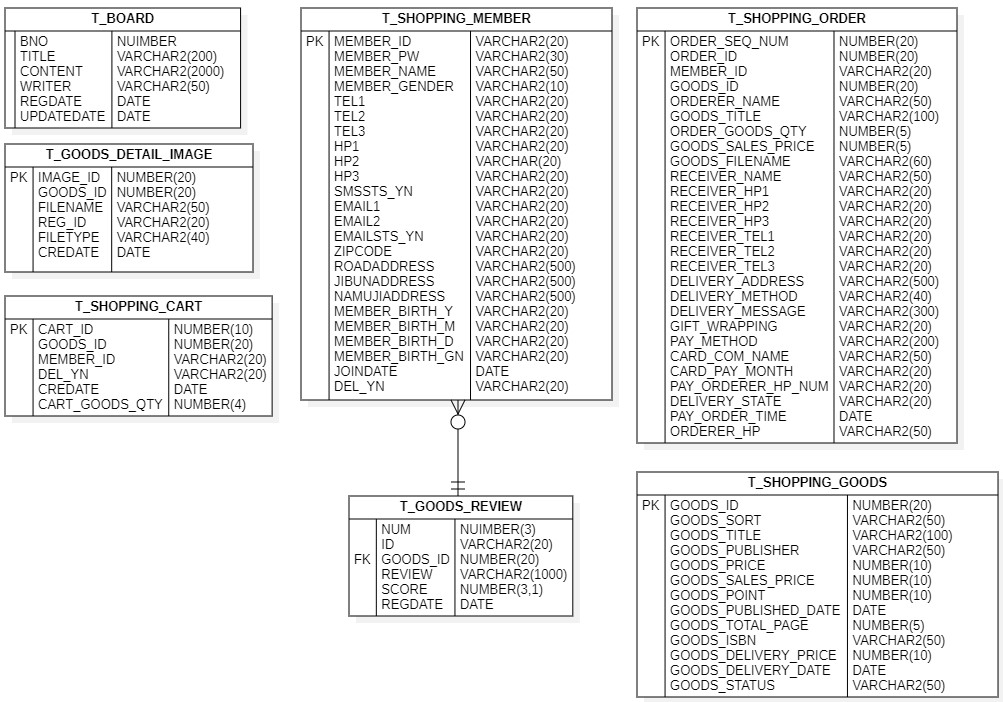 T_BOARD
BNO NUIMBER
TITLE VARCHAR2(200)
CONTENT VARCHAR2(2000)
WRITER VARCHAR2(50)
REGDATE DATE
UPDATEDATE DATE
T_GOODS_DETAIL_IMAGE
PK IMAGE_ID NUMBER(20)
GOODS_ID NUMBER(20)
FILENAME VARCHAR2(50)
REG_ID VARCHAR2(20)
FILETYPE VARCHAR2(40)
CREDATE DATE
T_SHOPPING_CART
PK CART_ID NUMBER(10)
GOODS_ID NUMBER(20)
MEMBER_ID VARCHAR2(20)
DEL_YN VARCHAR2(20)
CREDATE DATE
CART_GOODS_QTY NUMBER(4)
T_SHOPPING_MEMBER
PK MEMBER_ID VARCHAR2(20)
MEMBER_PW VARCHAR2(30)
MEMBER_NAME VARCHAR2(50)
MEMBER_GENDER VARCHAR2(10)
TEL1 VARCHAR2(20)
TEL2 VARCHAR2(20)
TEL3 VARCHAR2(20)
HP1 VARCHAR2(20)
HP2 VARCHAR(20)
HP3 VARCHAR2(20)
SMSSTS_YN VARCHAR2(20)
EMAIL1 VARCHAR2(20)
EMAIL2 VARCHAR2(20)
EMAILSTS_YN VARCHAR2(20)
ZIPCODE VARCHAR2(20)
ROADADDRESS VARCHAR2(500)
JIBUNADDRESS VARCHAR2(500)
NAMUJIADDRESS VARCHAR2(500)
MEMBER_BIRTH_Y VARCHAR2(20)
MEMBER_BIRTH_M VARCHAR2(20)
MEMBER_BIRTH_D VARCHAR2(20)
MEMBER_BIRTH_GN VARCHAR2(20)
JOINDATE DATE
DEL_YN VARCHAR2(20)
T_GOODS_REVIEW
NUM NUIMBER(3)
ID VARCHAR2(20)
FK GOODS_ID NUMBER(20)
REVIEW VARCHAR2(1000)
SCORE NUMBER(3,1)
REGDATE DATE
T_SHOPPING_ORDER
PK ORDER_SEQ_NUM NUMBER(20)
ORDER_ID NUMBER(20)
MEMBER_ID VARCHAR2(20)
GOODS_ID NUMBER(20)
ORDERER_NAME VARCHAR2(50)
GOODS_TITLE VARCHAR2(100)
ORDER_GOODS_QTY NUMBER(5)
GOODS_SALES_PRICE NUMBER(5)
GOODS_FILENAME VARCHAR2(60)
RECEIVER_NAME VARCHAR2(50)
RECEIVER_HP1 VARCHAR2(20)
RECEIVER_HP2 VARCHAR2(20)
RECEIVER_HP3 VARCHAR2(20)
RECEIVER_TEL1 VARCHAR2(20)
RECEIVER_TEL2 VARCHAR2(20)
RECEIVER_TEL3 VARCHAR2(20)
DELIVERY_ADDRESS VARCHAR2(500)
DELIVERY_METHOD VARCHAR2(40)
DELIVERY_MESSAGE VARCHAR2(300)
GIFT_WRAPPING VARCHAR2(20)
PAY_METHOD VARCHAR2(200)
CARD_COM_NAME VARCHAR2(50)
CARD_PAY_MONTH VARCHAR2(20)
PAY_ORDERER_HP_NUM VARCHAR2(20)
DELIVERY_STATE VARCHAR2(20)
PAY_ORDER_TIME DATE
ORDERER_HP VARCHAR2(50)
T_SHOPPING_GOODS
PK GOODS_ID NUMBER(20)
GOODS_SORT VARCHAR2(50)
GOODS_TITLE VARCHAR2(100)
GOODS_PUBLISHER VARCHAR2(50)
GOODS_PRICE NUMBER(10)
GOODS_SALES_PRICE NUMBER(10)
GOODS_POINT NUMBER(10)
GOODS_PUBLISHED_DATE DATE
GOODS_TOTAL_PAGE NUMBER(5)
GOODS_ISBN VARCHAR2(50)
GOODS_DELIVERY_PRICE NUMBER(10)
GOODS_DELIVERY_DATE DATE
GOODS_STATUS VARCHAR2(50)